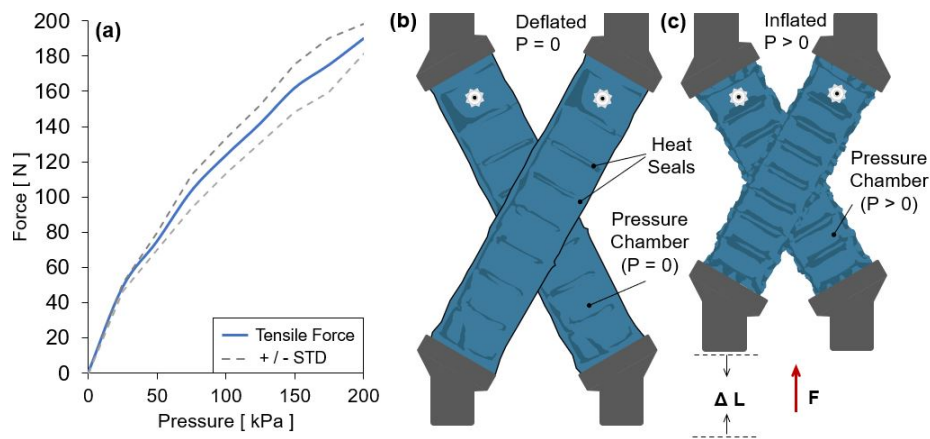 (a)
200
180
160
140
120
100
80
60
40
20
0
Force [ N ]
0
50
100
150
200
Pressure [ kPa ]
Tensile Force
+ / - STD
(b)
Deflated
P = 0
Heat
Seals
Pressure
Chamber
(P = 0)
(c)
Inflated
P > 0
Pressure
Chamber
(P > 0)
Δ L
F